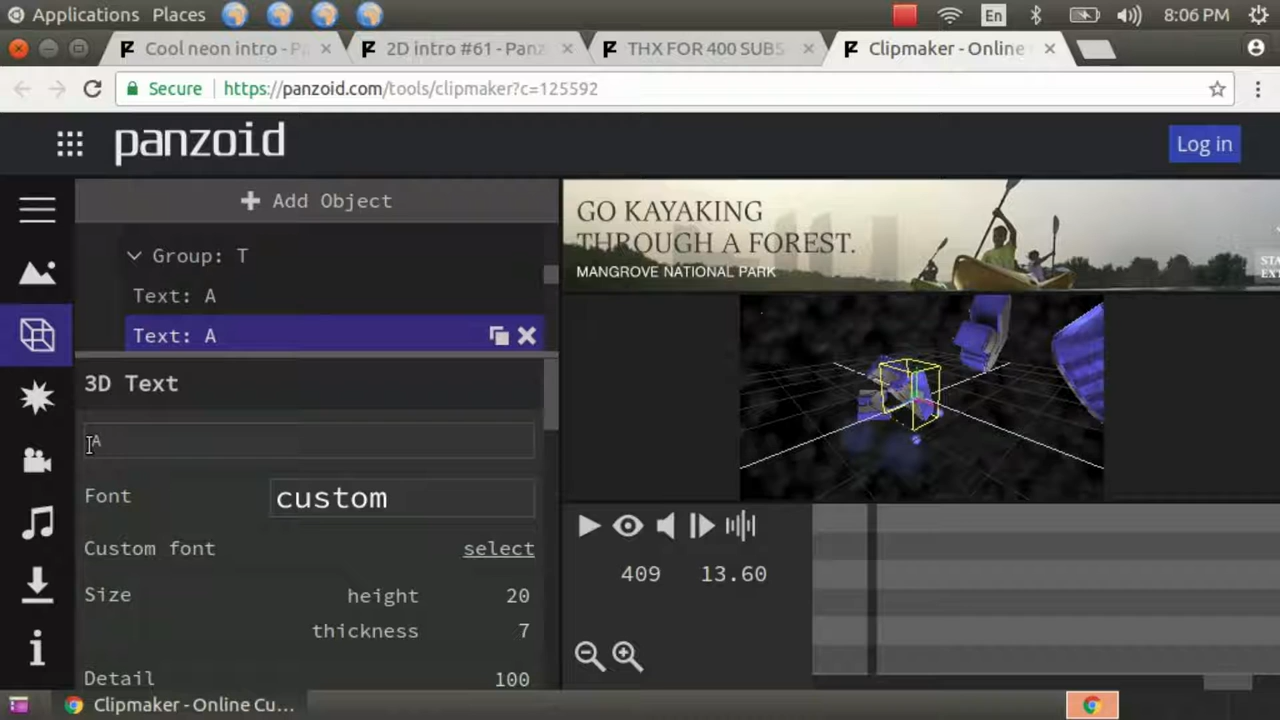 Applications Places En 8:06 PM
Cool neon intro - P 2D intro #61 - Panz THX FOR 400 SUBS Clipmaker - Online
Secure https://panzoid.com/tools/clipmaker?c=125592
panzoid Log in
Add Object
Group: T
Text: A
Text: A
3D Text
A
Font custom
Custom font select
Size height 20
thickness 7
Detail 100
GO KAYAKING
THROUGH A FOREST.
MANGROVE NATIONAL PARK
STA
EX
409 13.60
Clipmaker - Online Cu...